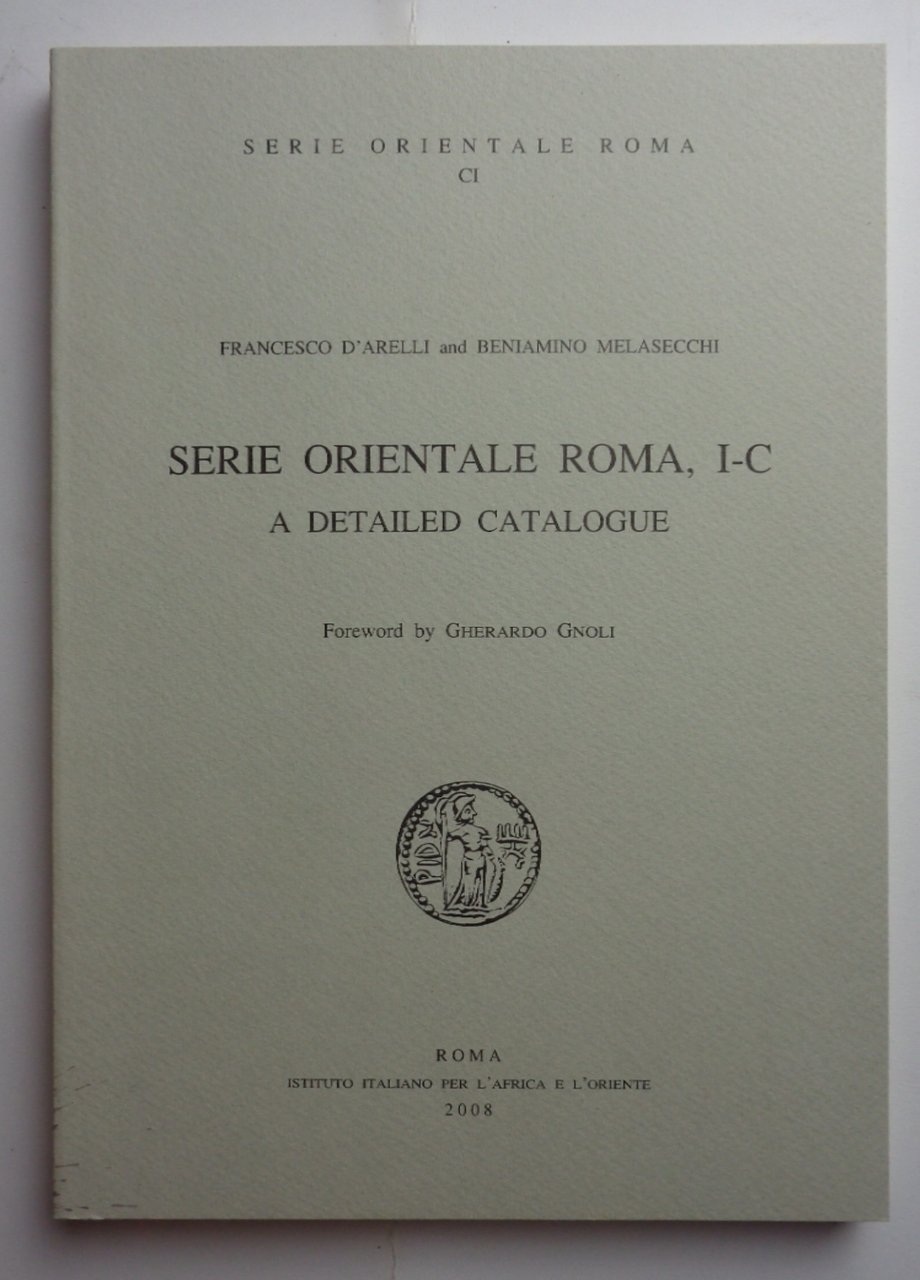 SERIE ORIENTALE ROMA
CI
FRANCESCO D'ARELLI and BENIAMINO MELASECCHI
SERIE ORIENTALE ROMA, I-C
A DETAILED CATALOGUE
Foreword by GHERARDO GNOLI
ROMA
ISTITUTO ITALIANO PER L'AFRICA E L'ORIENTE
2008